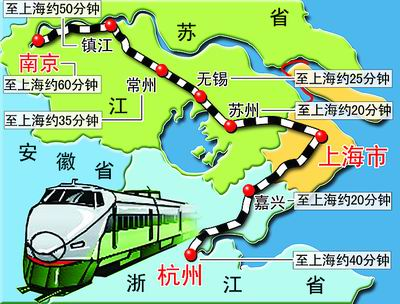 至上海约50分钟
苏
省
镇江
南京
无锡
至上海约25分钟
至上海约60分钟
常州
江
苏州
至上海约20分钟
至上海约35分钟
上海市
安
徽
省
嘉兴
至上海约20分钟
杭州
至上海约40分钟
浙
江
省